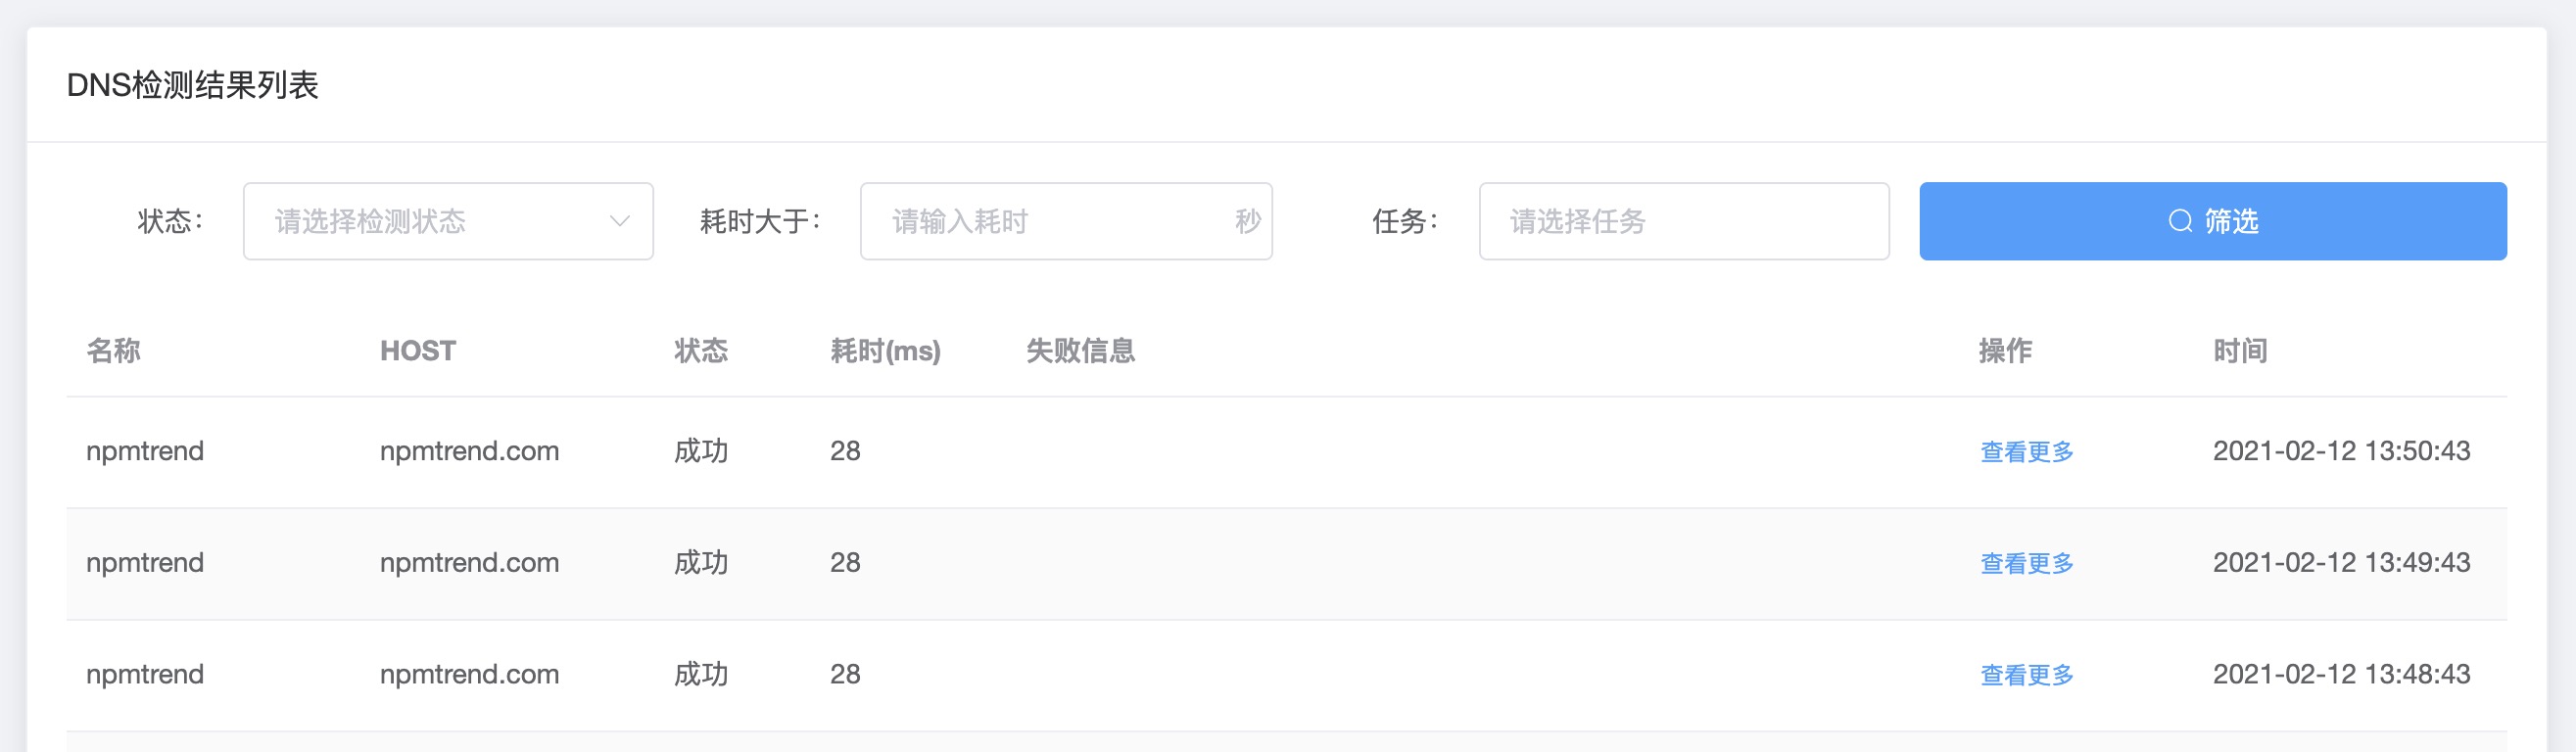 DNS检测结果列表
状态： 请选择检测状态 耗时大于： 请输入耗时 秒 任务： 请选择任务 筛选
名称 HOST 状态 耗时(ms) 失败信息 操作 时间
npmtrend npmtrend.com 成功 28 查看更多 2021-02-12 13:50:43
npmtrend npmtrend.com 成功 28 查看更多 2021-02-12 13:49:43
npmtrend npmtrend.com 成功 28 查看更多 2021-02-12 13:48:43